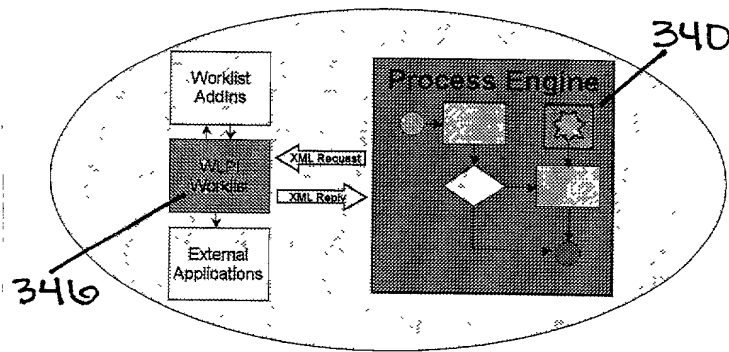 340
Worklist
Addins
Process Engine
XML Request
WLPI
Worklist
XML Reply
External
Applications
346